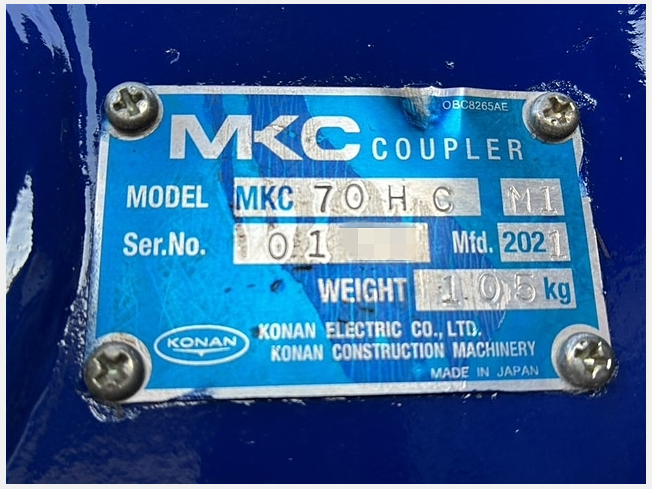 OBC8265AE
MKC COUPLER
MODEL MKC 70HC M1
Ser.No. 01 Mfd. 2021
WEIGHT 105 kg
KONAN KONAN ELECTRIC CO., LTD.
KONAN CONSTRUCTION MACHINERY
MADE IN JAPAN